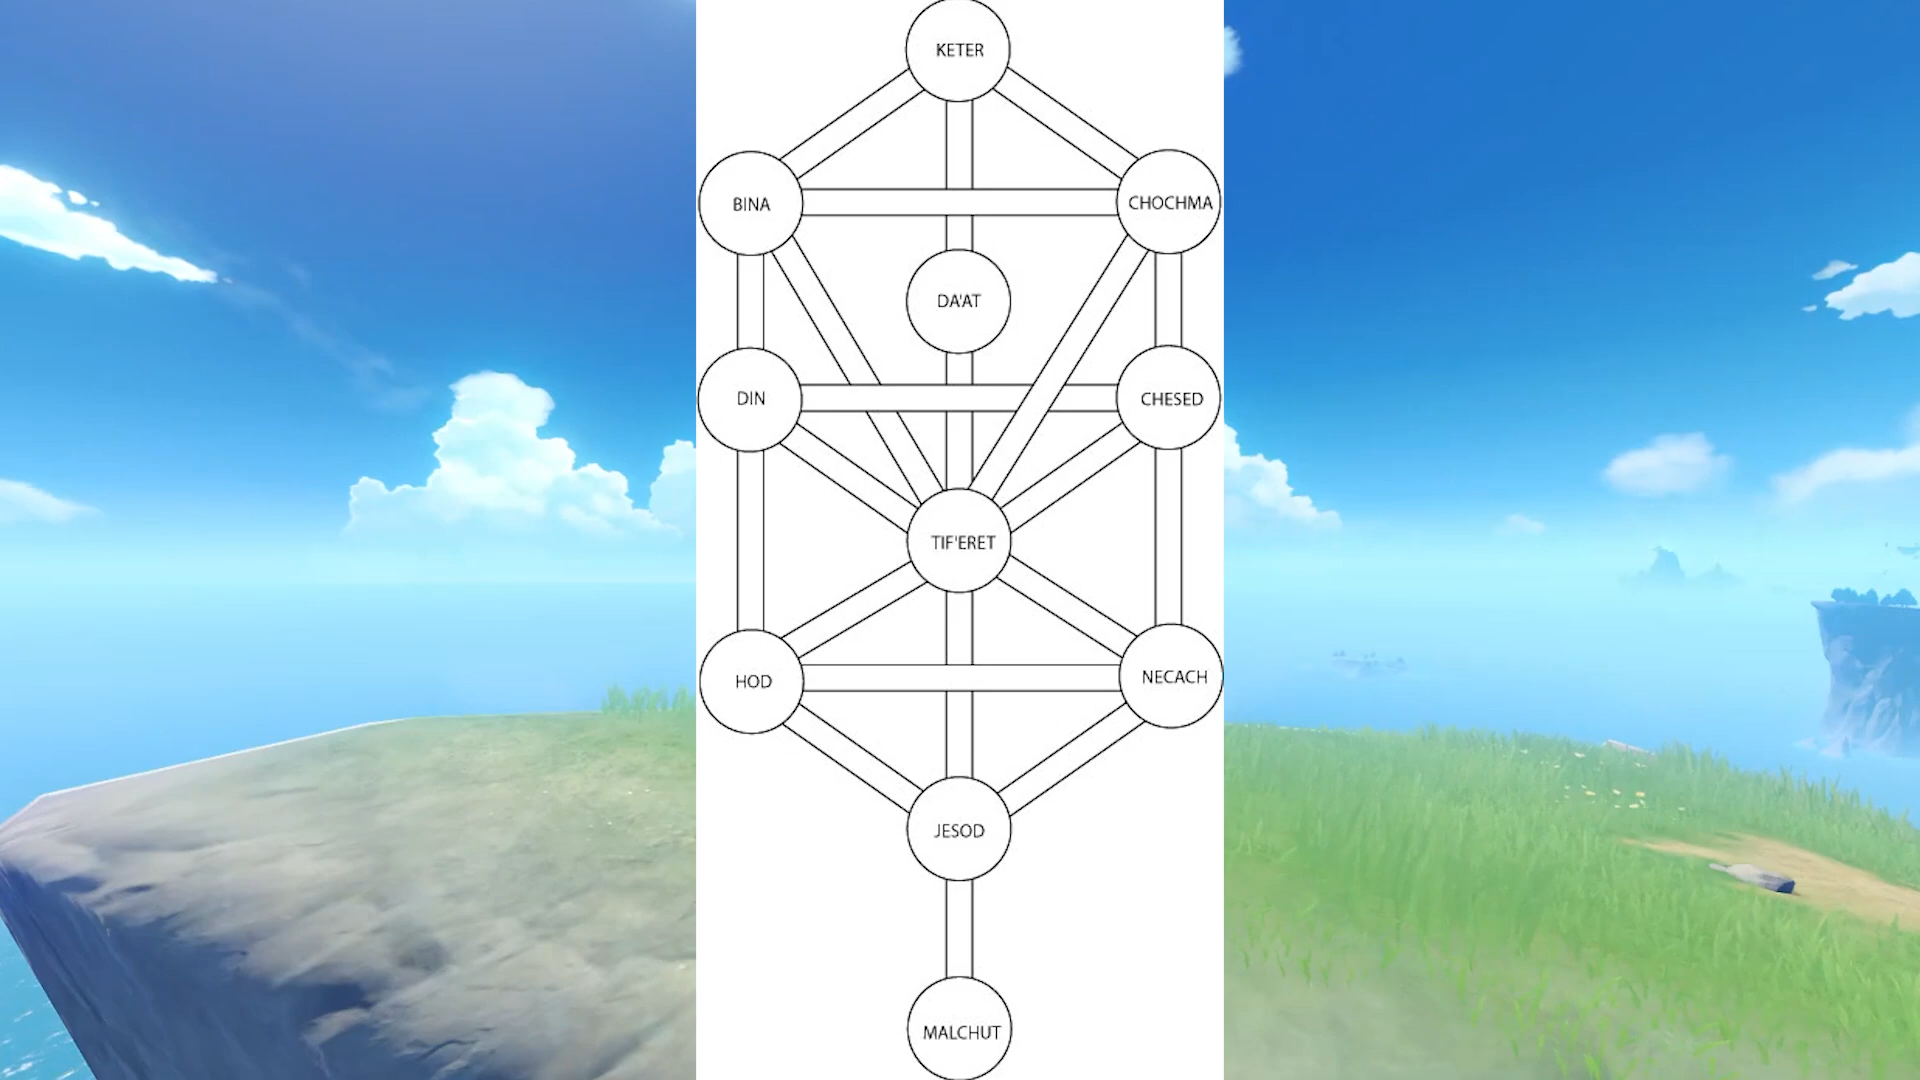 KETER
BINA
CHOCHMA
DA'AT
DIN
CHESED
TIF'ERET
HOD
NECACH
JESOD
MALCHUT